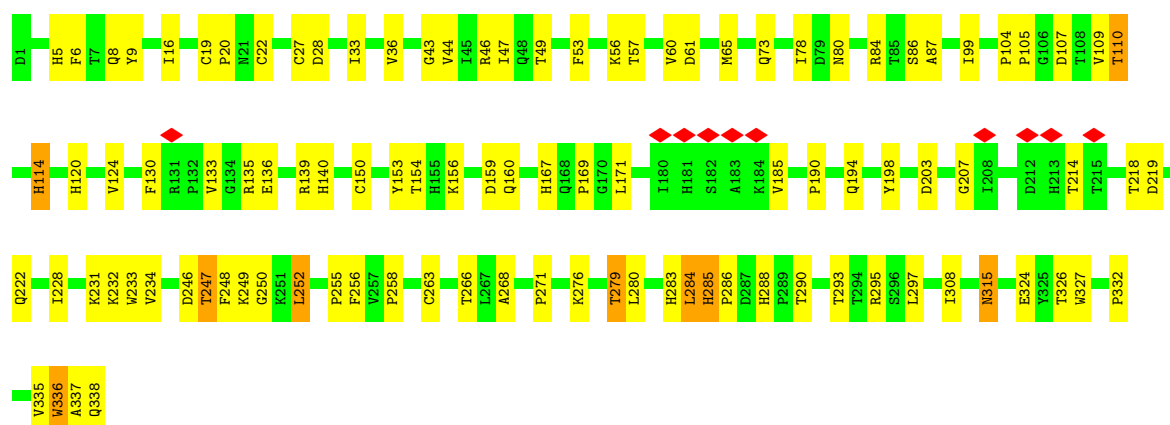 D1 H5 F6 T7 Q8 Y9 I16 C19 P20 N21 C22 C27 D28 I33 V36 G43 V44 I45 R46 I47 Q48 T49 F53 K56 T57 V60 D61 M65 Q73 I78 D79 N80 R84 T85 S86 A87 I99 P104 P105 G106 D107 T108 V109 T110
H114 H120 V124 F130 R131 P132 V133 G134 R135 E136 R139 H140 C150 Y153 T154 H155 K156 D159 Q160 H167 Q168 P169 G170 L171 I180 H181 S182 A183 K184 V185 P190 Q194 Y198 D203 G207 I208 D212 H213 T214 T215 T218 D219
Q222 I228 K231 K232 W233 V234 D246 T247 F248 K249 G250 K251 L252 P255 F256 V257 P258 C263 T266 L267 A268 P271 K276 T279 L280 H283 L284 H285 P286 D287 H288 P289 T290 T293 T294 R295 S296 L297 I308 N315 E324 Y325 T326 W327 P332
V335 W336 A337 Q338